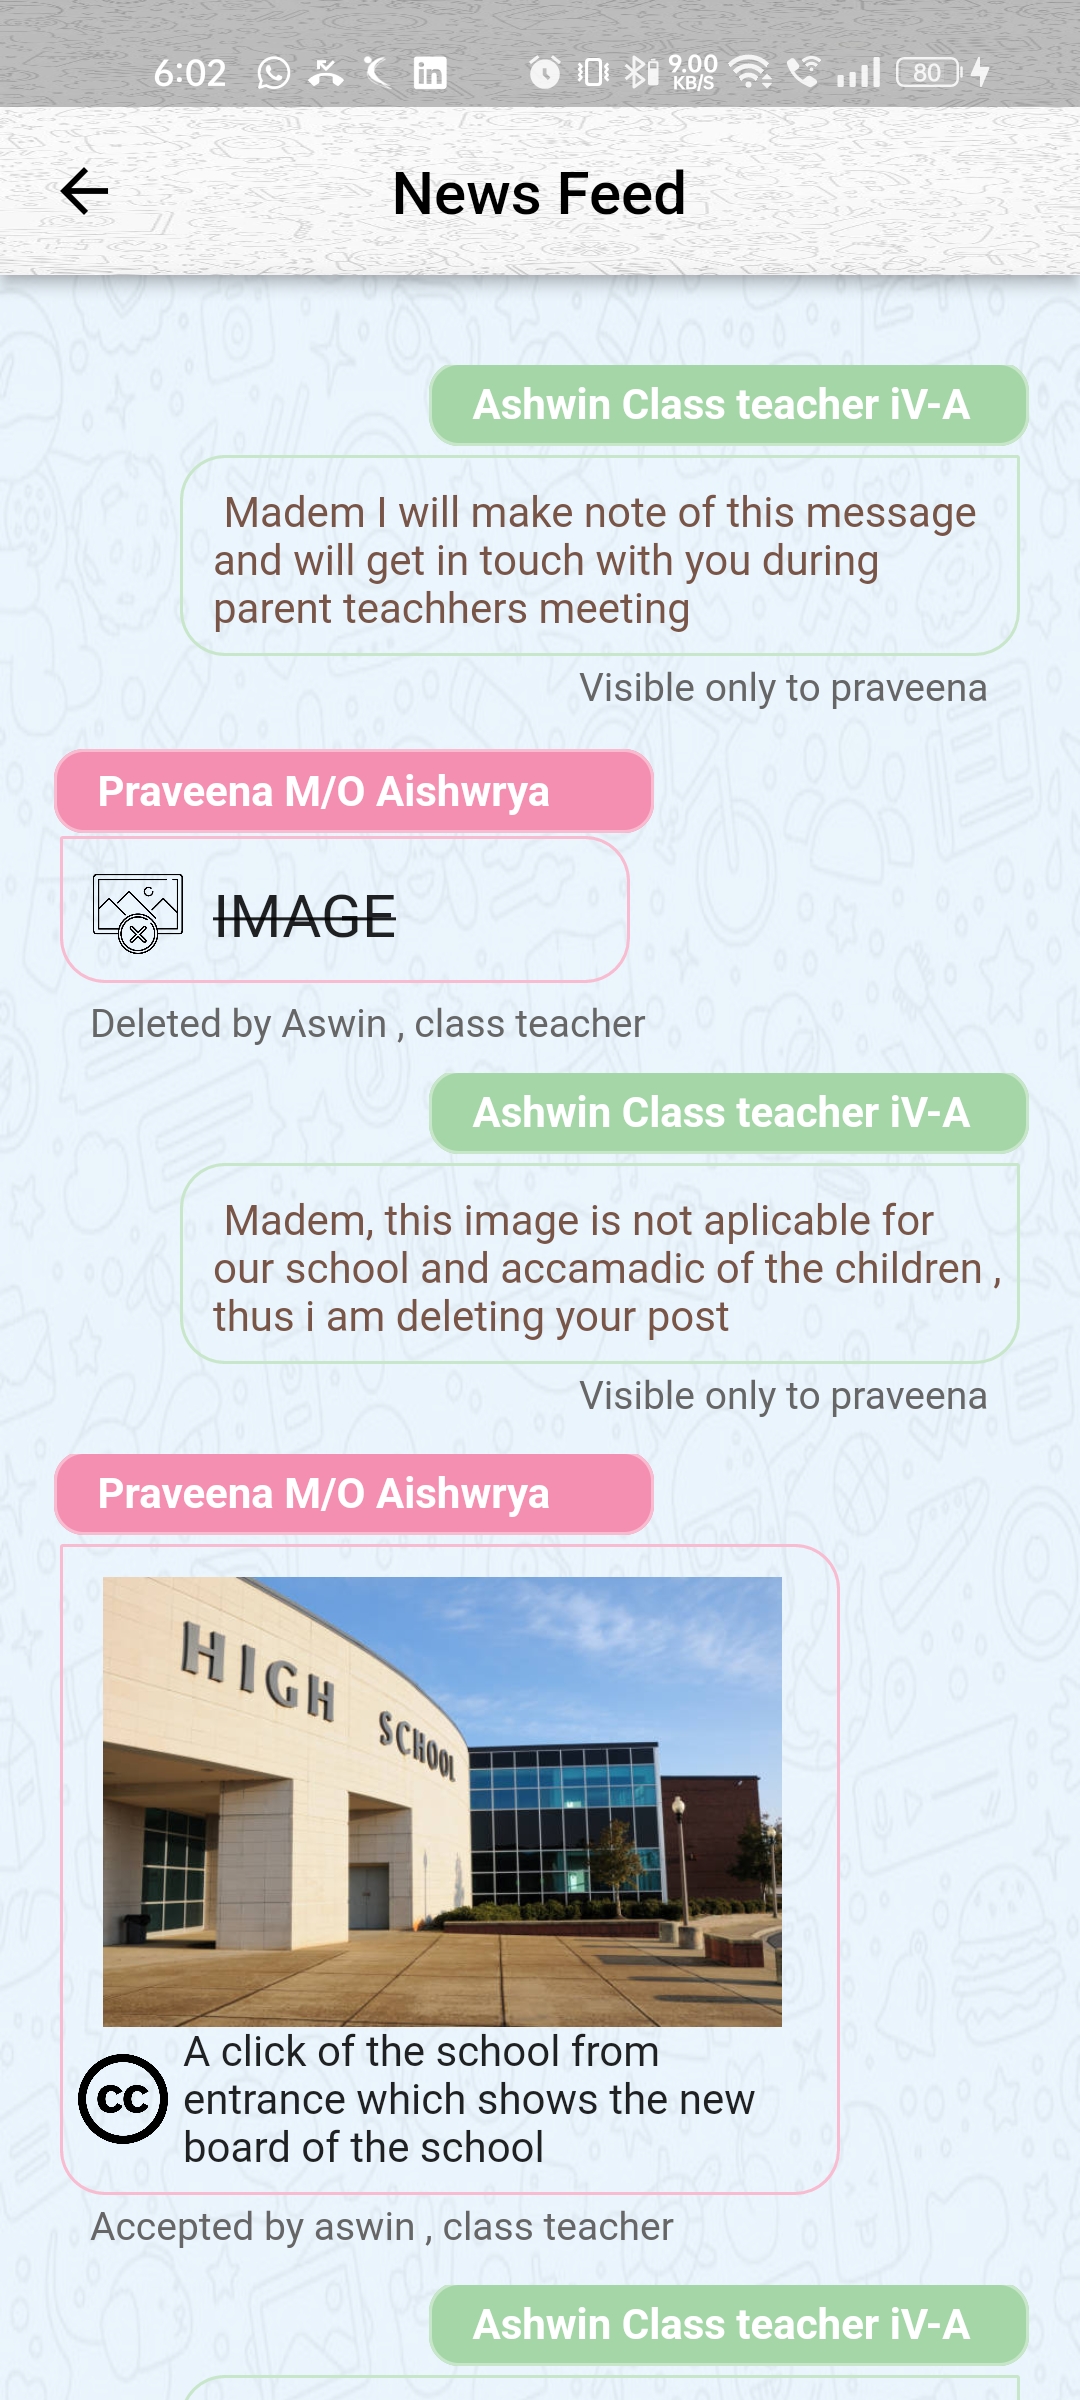 6:02 9.00 KB/S 80
News Feed
Ashwin Class teacher iV-A
Madem I will make note of this message
and will get in touch with you during
parent teachhers meeting
Visible only to praveena
Praveena M/O Aishwrya
IMAGE
Deleted by Aswin , class teacher
Ashwin Class teacher iV-A
Madem, this image is not aplicable for
our school and accamadic of the children ,
thus i am deleting your post
Visible only to praveena
Praveena M/O Aishwrya
HIGH SCHOOL
A click of the school from
cc entrance which shows the new
board of the school
Accepted by aswin , class teacher
Ashwin Class teacher iV-A